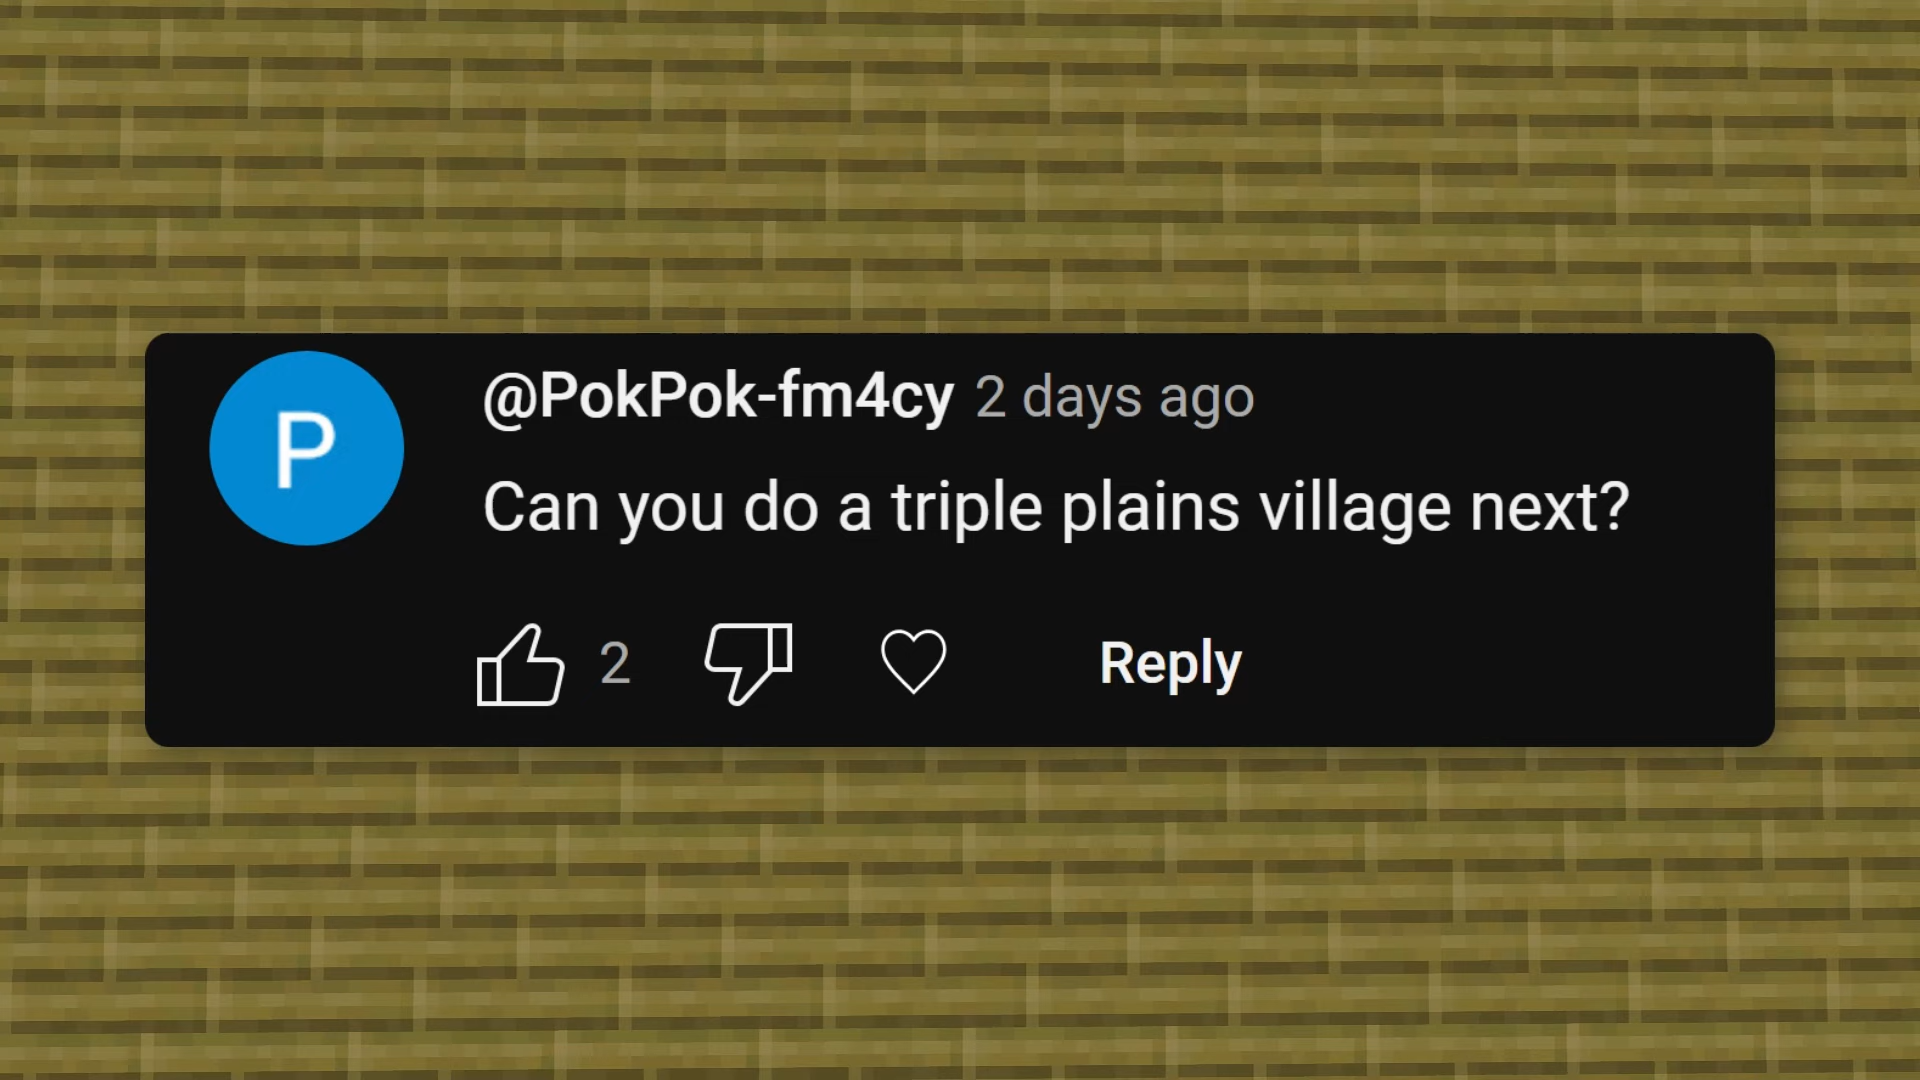 P
@PokPok-fm4cy 2 days ago
Can you do a triple plains village next?
2
Reply